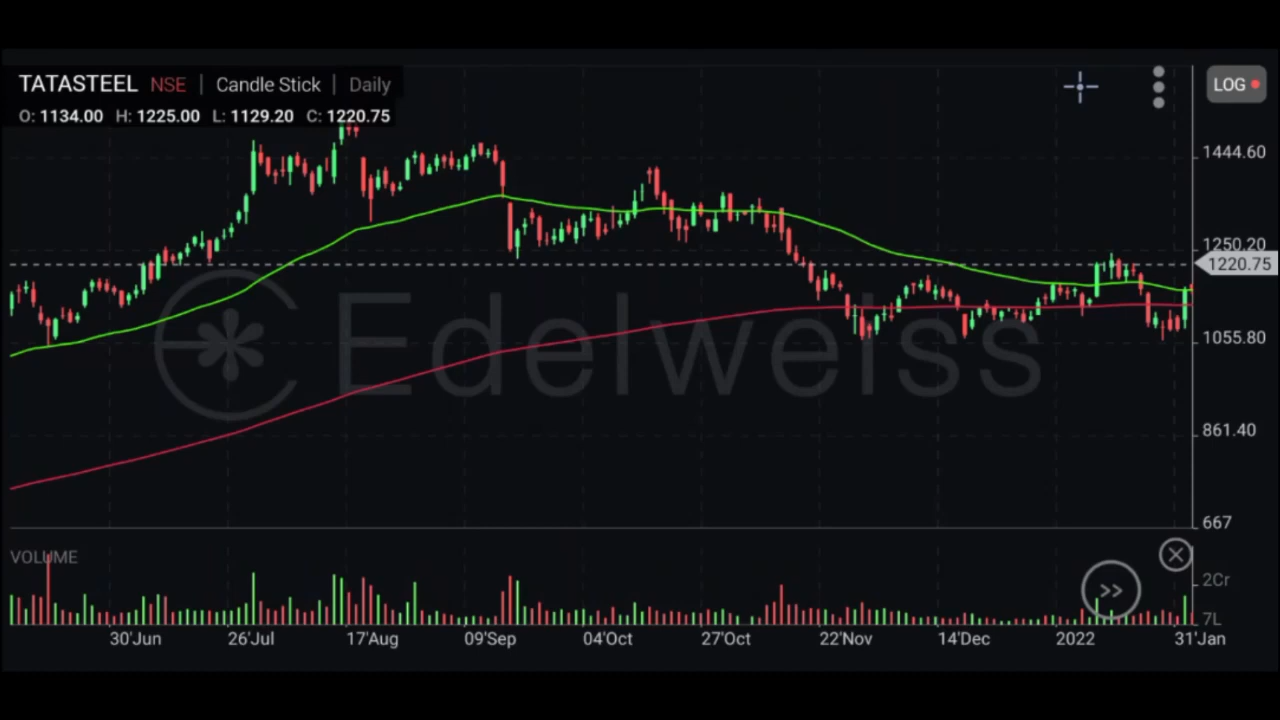 TATASTEEL NSE | Candle Stick | Daily
LOG
O: 1134.00 H: 1225.00 L: 1129.20 C: 1220.75
1444.60
1250.20
1220.75
Edelweiss
1055.80
861.40
667
VOLUME
2Cr
7L
30'Jun 26'Jul 17'Aug 09'Sep 04'Oct 27'Oct 22'Nov 14'Dec 2022 31'Jan